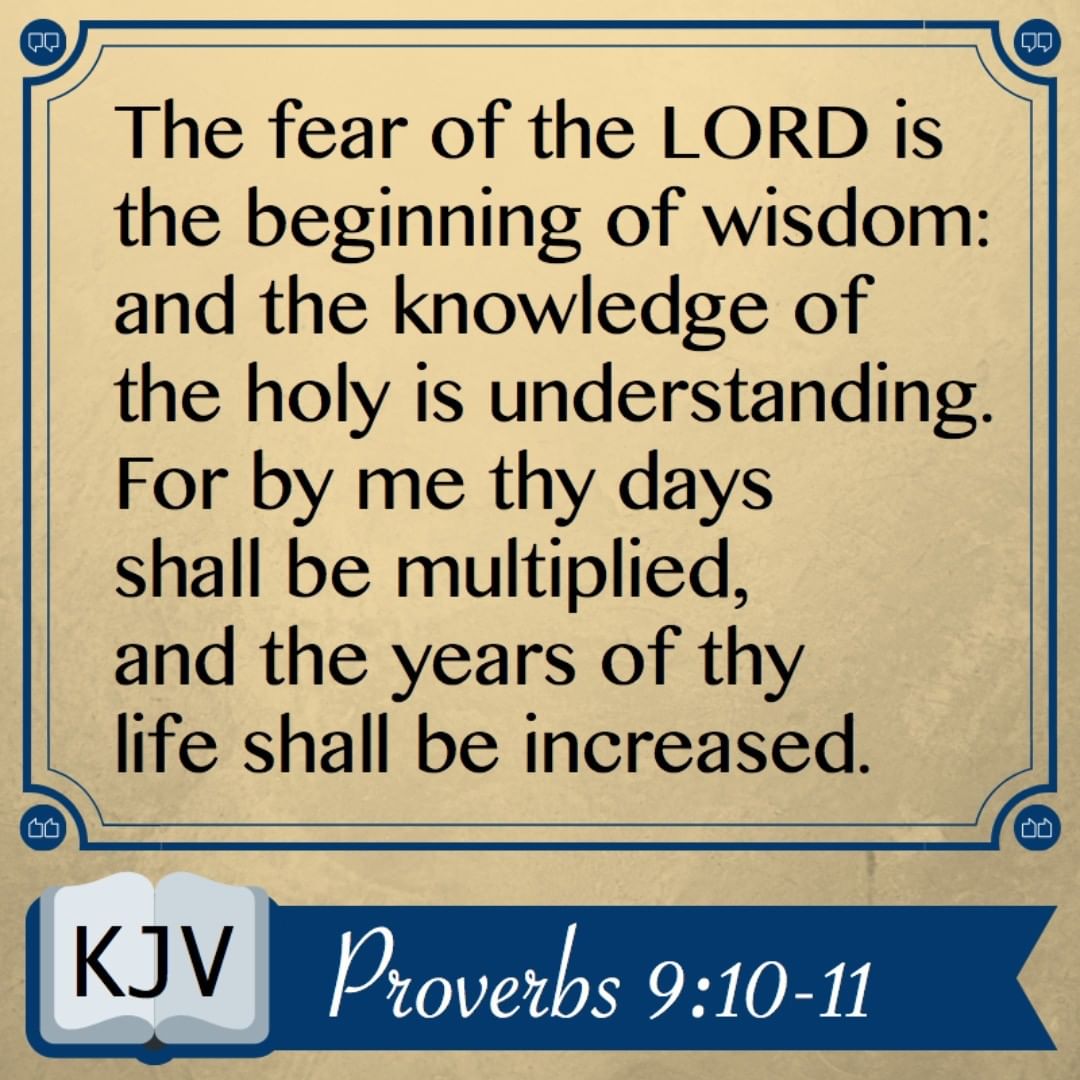 The fear of the LORD is
the beginning of wisdom:
and the knowledge of
the holy is understanding.
For by me thy days
shall be multiplied,
and the years of thy
life shall be increased.
KJV
Proverbs 9:10-11